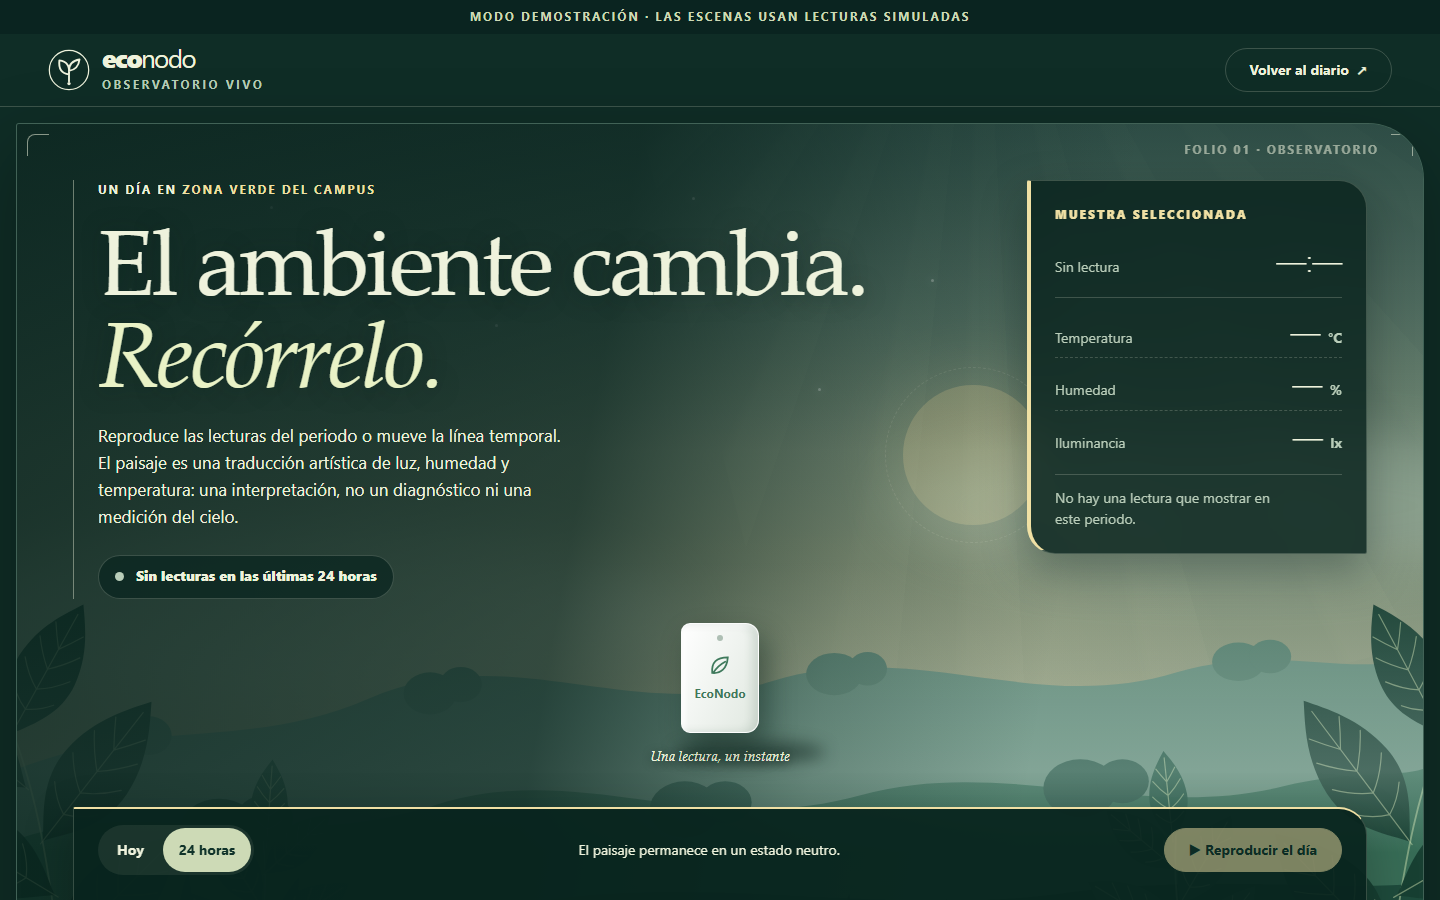 MODO DEMOSTRACIÓN · LAS ESCENAS USAN LECTURAS SIMULADAS
econodo
OBSERVATORIO VIVO
Volver al diario ↗
FOLIO 01 · OBSERVATORIO
UN DÍA EN ZONA VERDE DEL CAMPUS
El ambiente cambia.
Recórrelo.
Reproduce las lecturas del periodo o mueve la línea temporal.
El paisaje es una traducción artística de luz, humedad y
temperatura: una interpretación, no un diagnóstico ni una
medición del cielo.
Sin lecturas en las últimas 24 horas
MUESTRA SELECCIONADA
Sin lectura —:—
Temperatura — °C
Humedad — %
Iluminancia — lx
No hay una lectura que mostrar en
este periodo.
EcoNodo
Una lectura, un instante
Hoy
24 horas
El paisaje permanece en un estado neutro.
▶ Reproducir el día